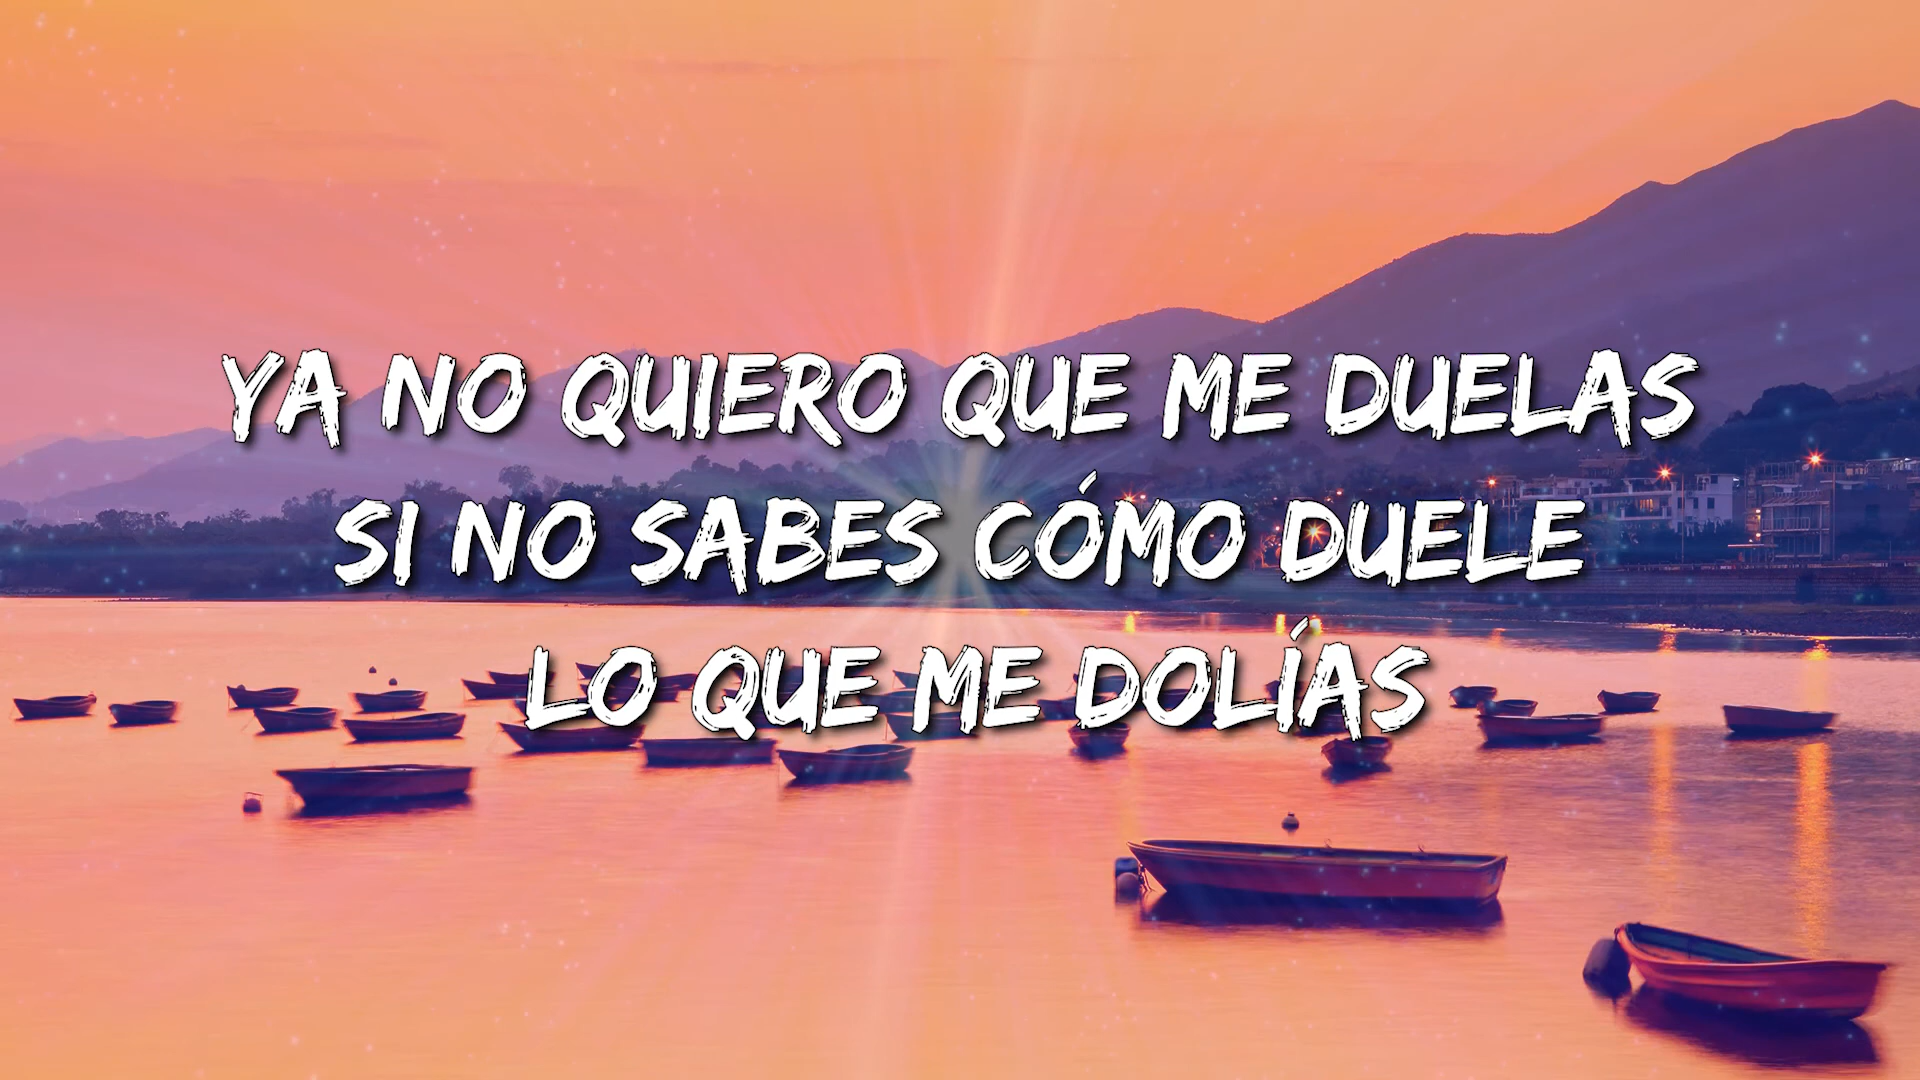 YA NO QUIERO QUE ME DUELAS
SI NO SABES CÓMO DUELE
LO QUE ME DOLÍAS